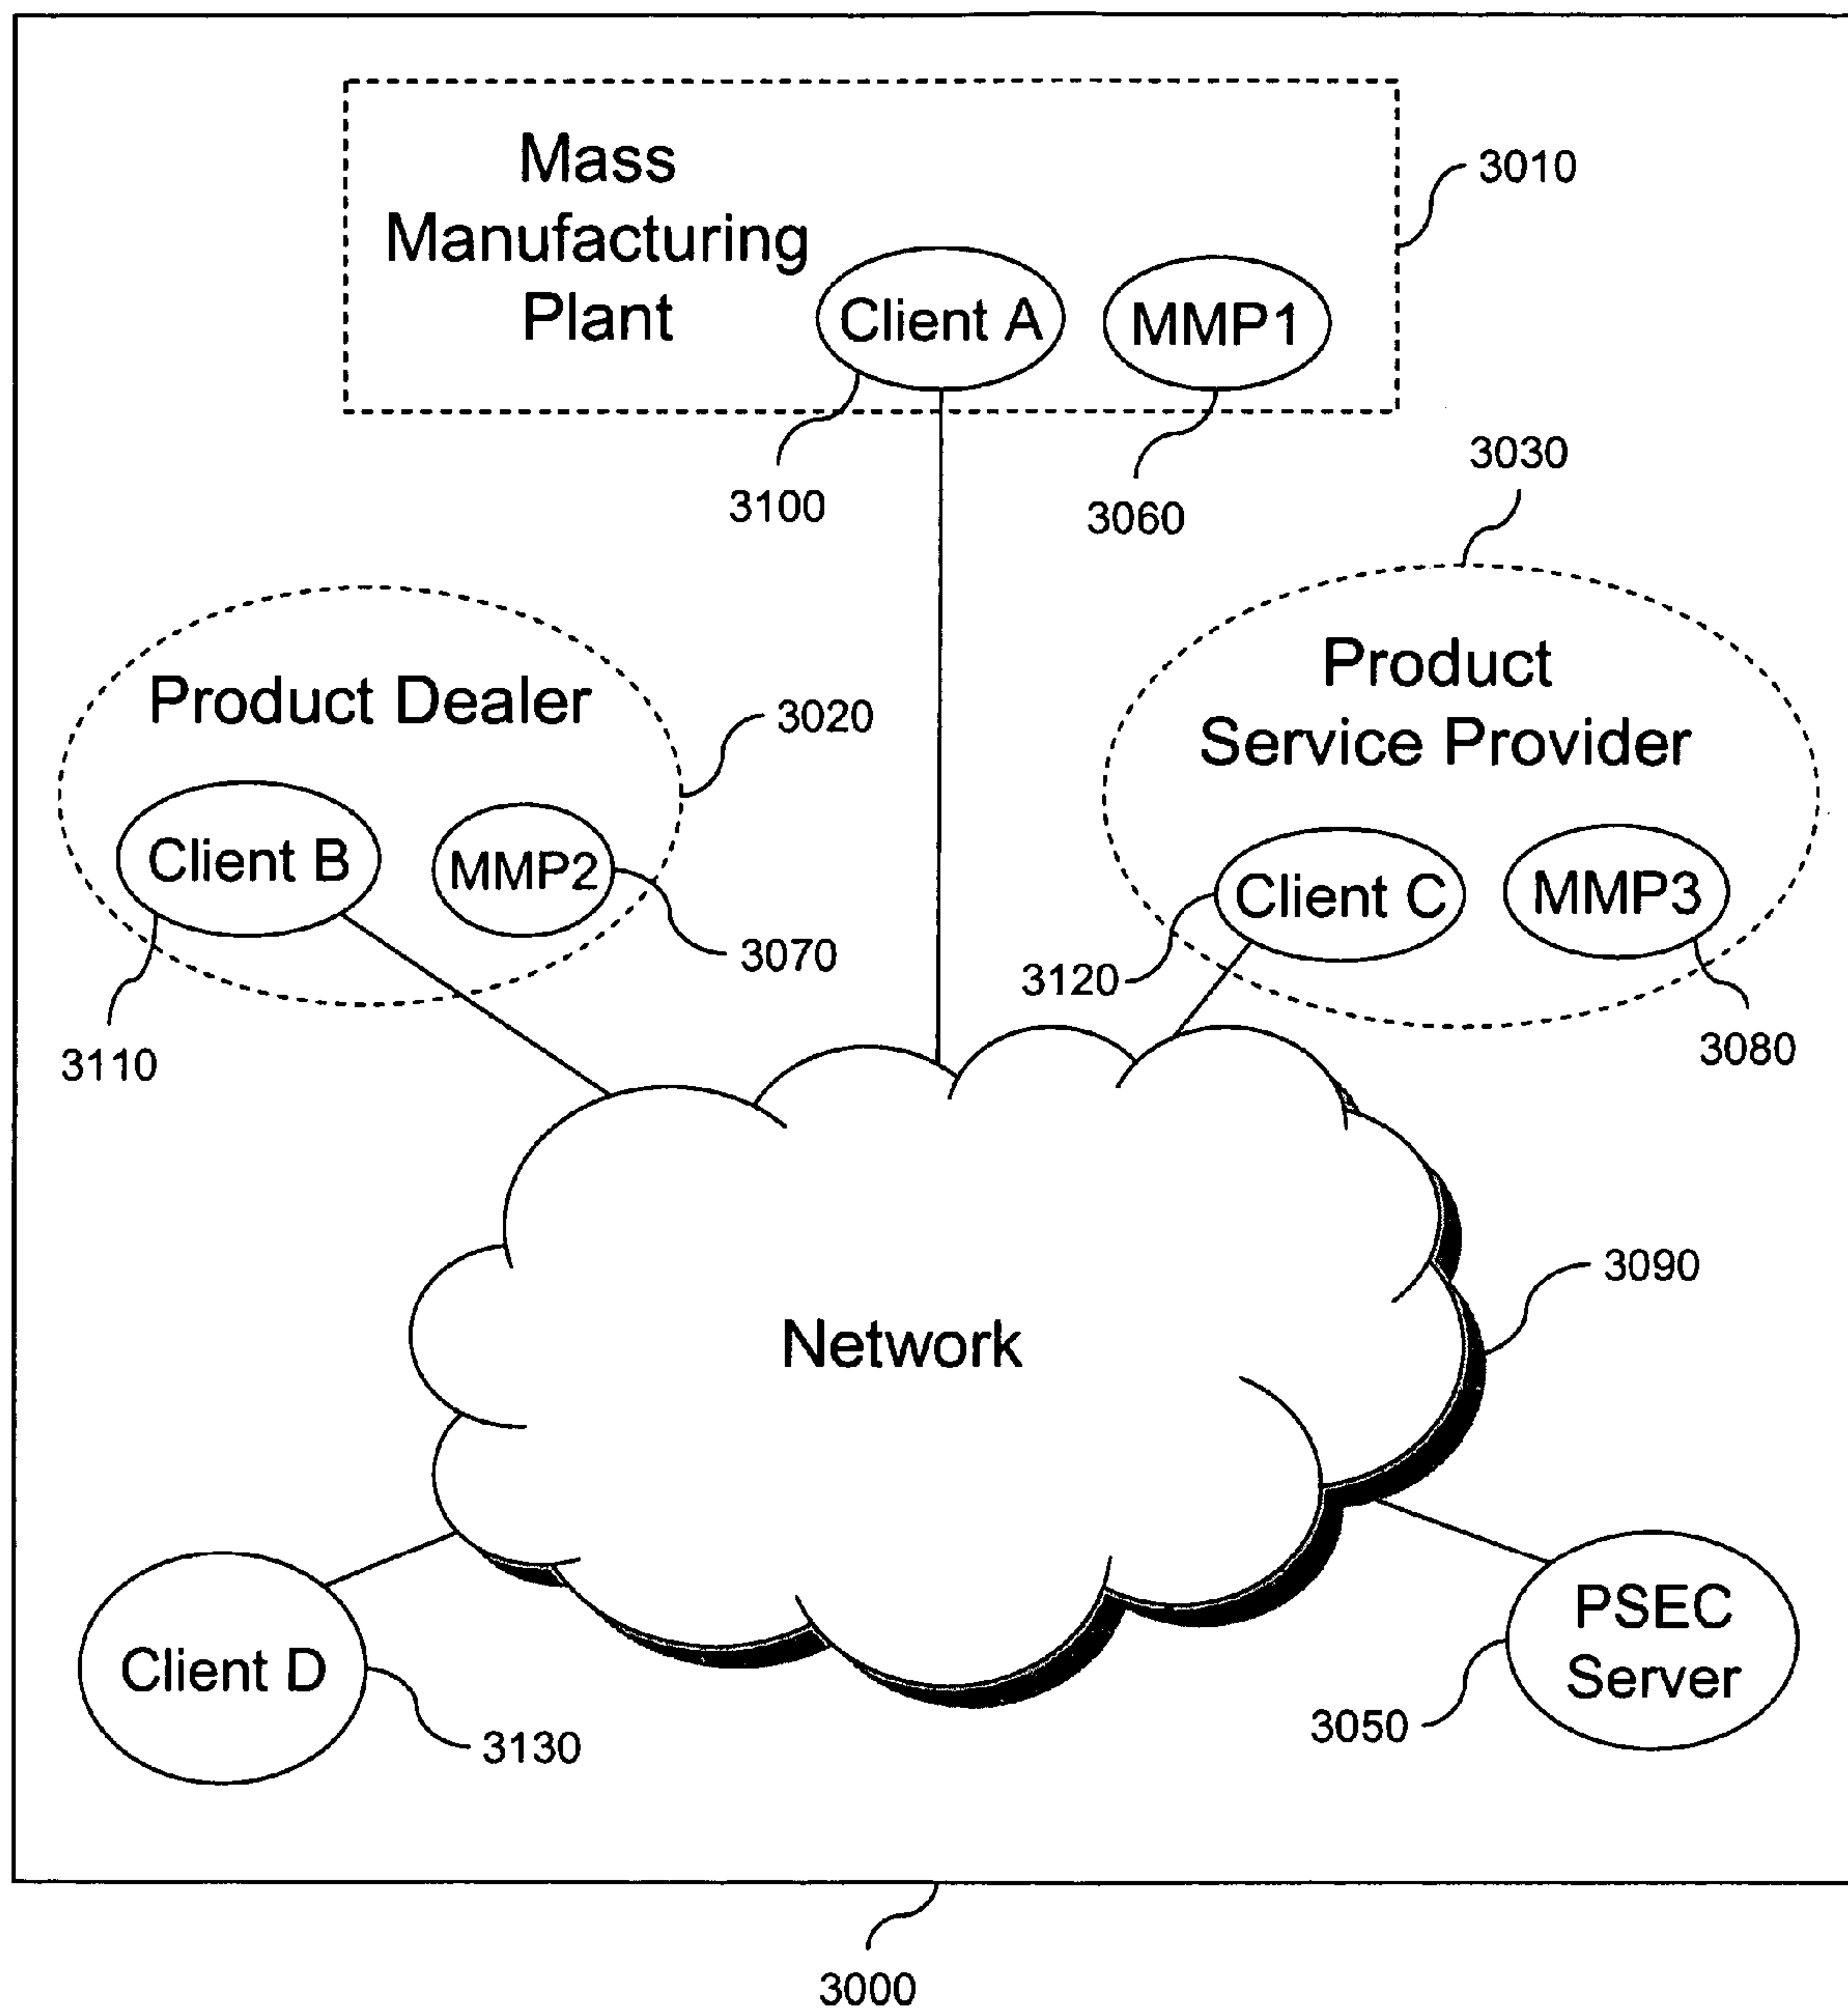 Mass
Manufacturing
Plant
Client A
MMP1
3010
3100
3060
3030
Product Dealer
3020
Client B
MMP2
3070
3110
Product
Service Provider
Client C
MMP3
3120
3080
Network
3090
Client D
3130
PSEC
Server
3050
3000